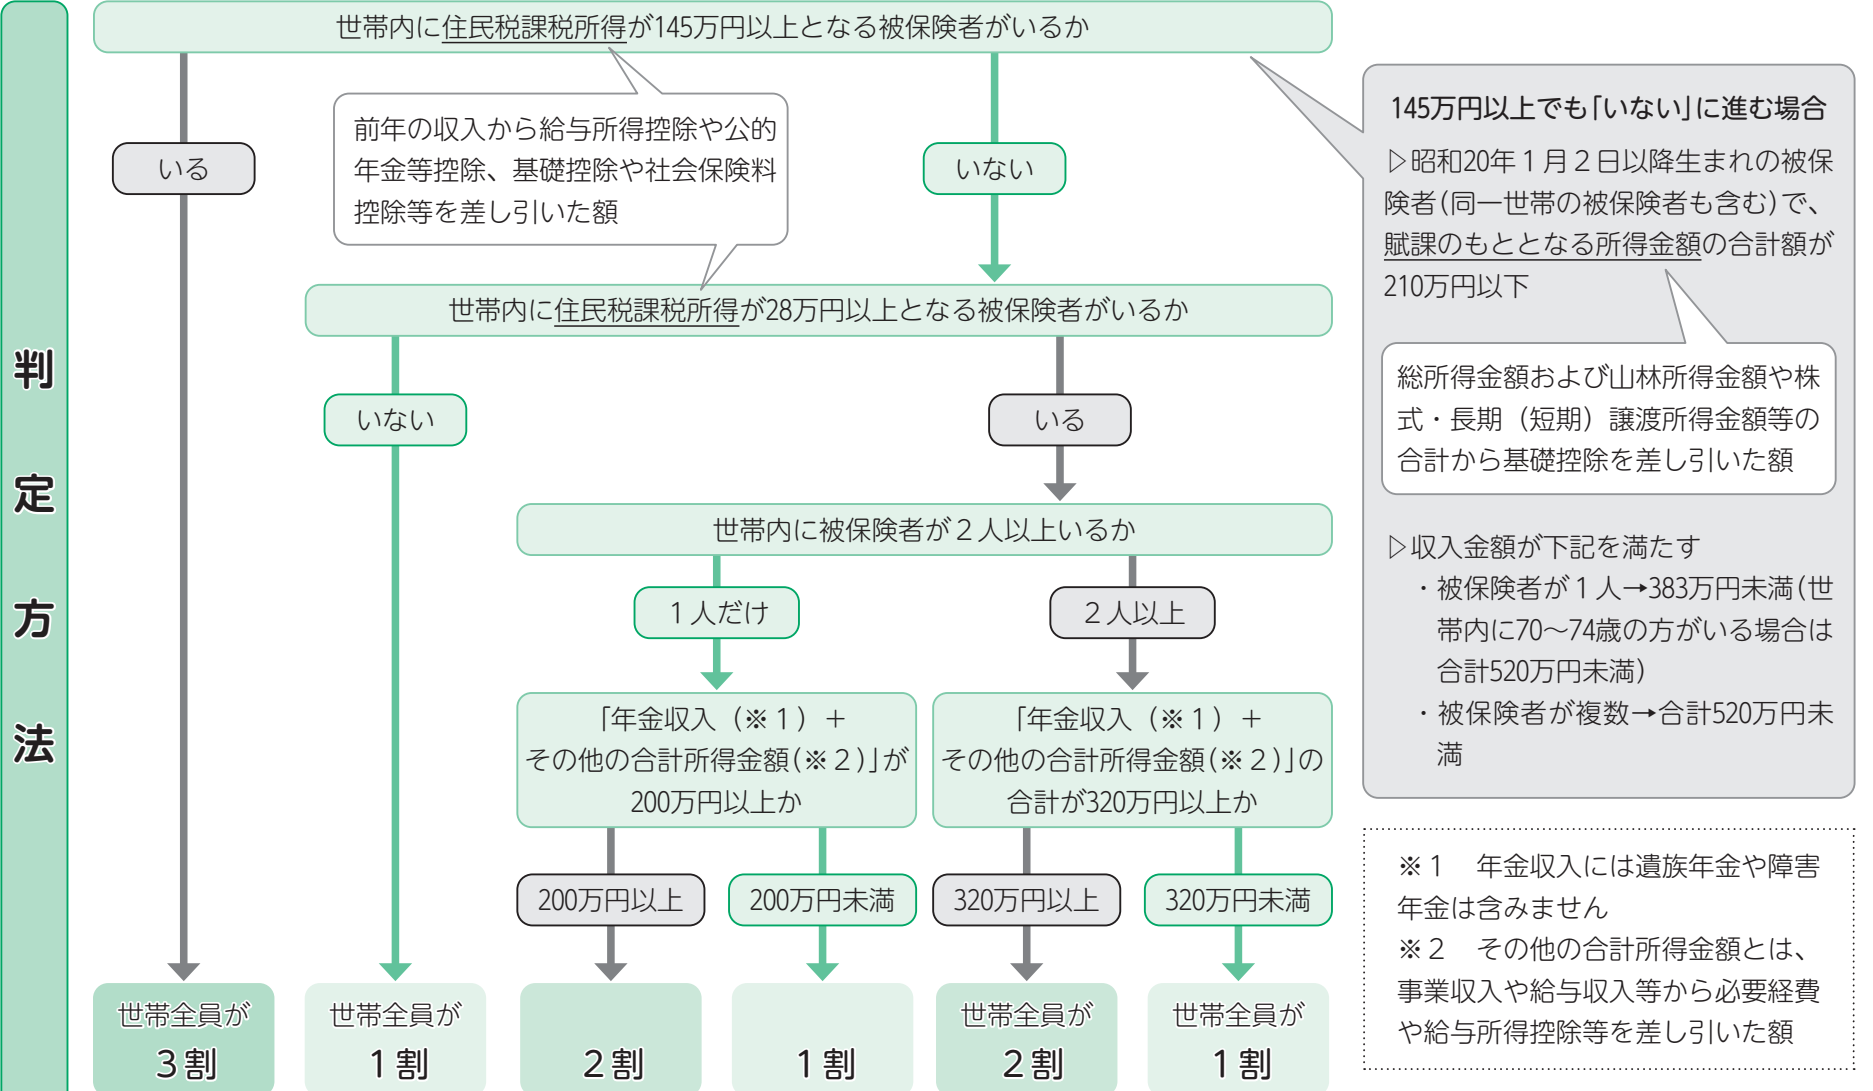 判定方法
世帯内に住民税課税所得が145万円以上となる被保険者がいるか
いる
前年の収入から給与所得控除や公的
年金等控除、基礎控除や社会保険料
控除等を差し引いた額
いない
世帯内に住民税課税所得が28万円以上となる被保険者がいるか
いない
いる
世帯内に被保険者が２人以上いるか
１人だけ
２人以上
「年金収入（※１）＋
その他の合計所得金額(※２)」が
200万円以上か
「年金収入（※１）＋
その他の合計所得金額(※２)」の
合計が320万円以上か
200万円以上
200万円未満
320万円以上
320万円未満
世帯全員が
３割
世帯全員が
１割
２割
１割
世帯全員が
２割
世帯全員が
１割
145万円以上でも「いない」に進む場合
▷昭和20年１月２日以降生まれの被保
険者(同一世帯の被保険者も含む)で、
賦課のもととなる所得金額の合計額が
210万円以下
総所得金額および山林所得金額や株
式・長期（短期）譲渡所得金額等の
合計から基礎控除を差し引いた額
▷収入金額が下記を満たす
・被保険者が１人→383万円未満(世
帯内に70〜74歳の方がいる場合は
合計520万円未満)
・被保険者が複数→合計520万円未
満
※１　年金収入には遺族年金や障害
年金は含みません
※２　その他の合計所得金額とは、
事業収入や給与収入等から必要経費
や給与所得控除等を差し引いた額